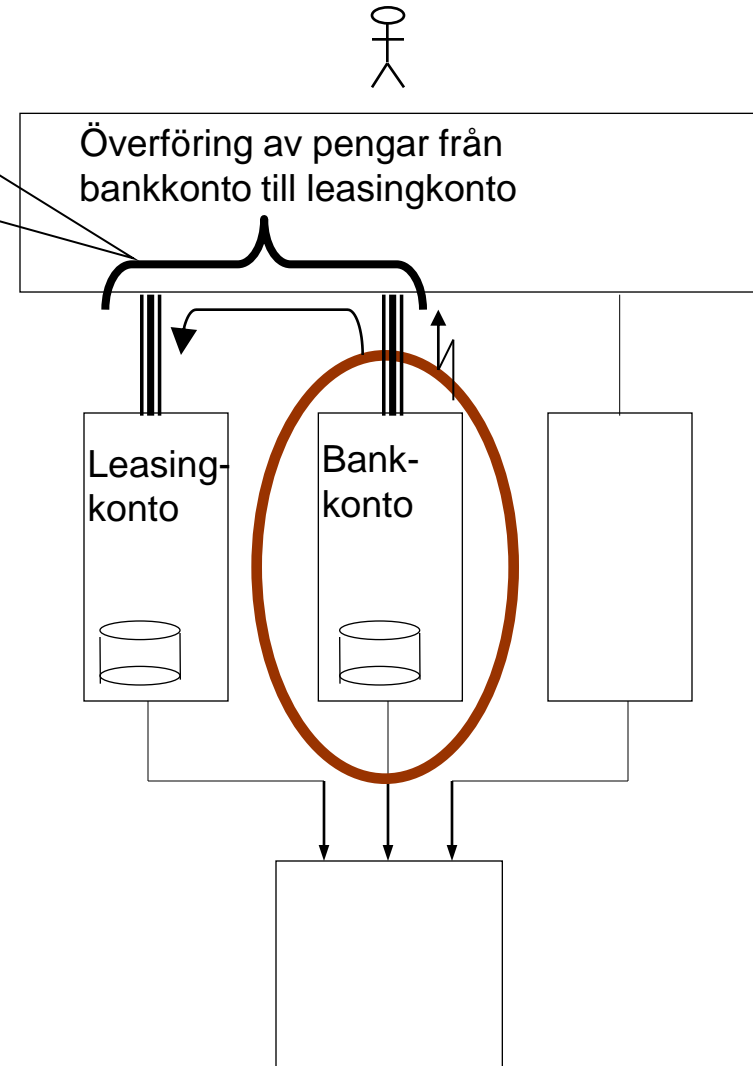 Överföring av pengar från
bankkonto till leasingkonto
Leasing-
konto
Bank-
konto